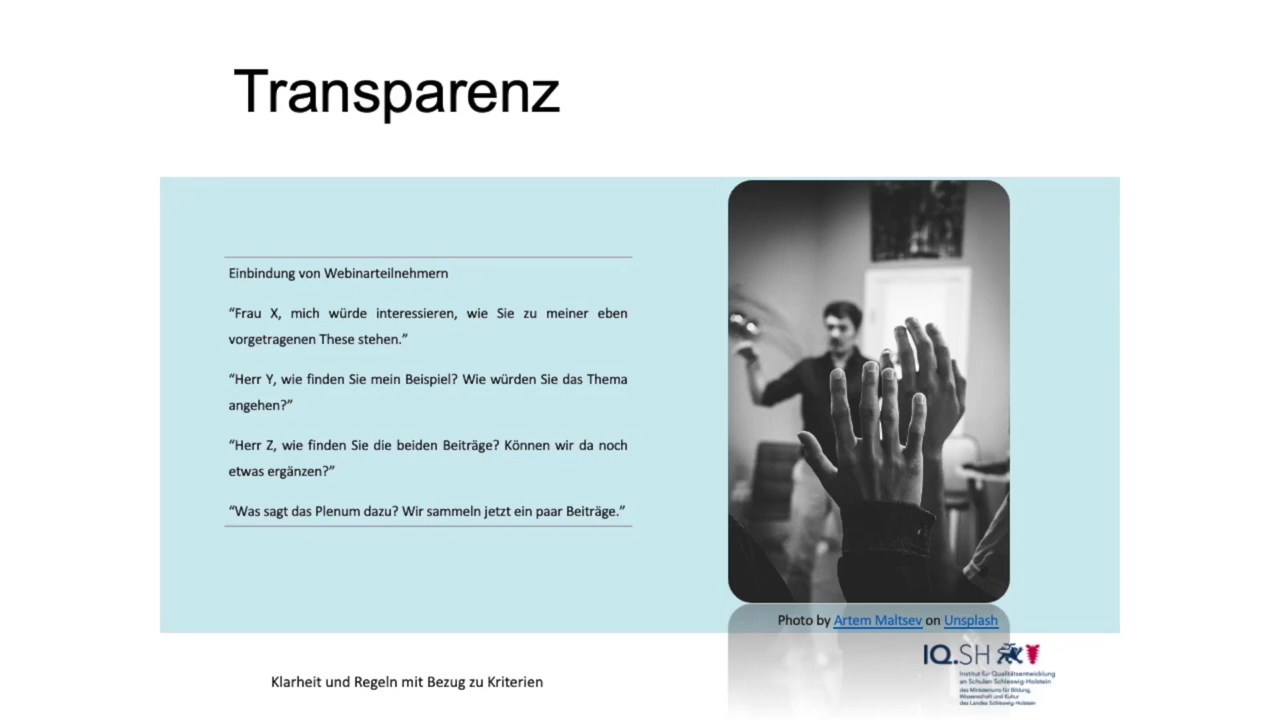 Transparenz
Einbindung von Webinarteilnehmern
“Frau X, mich würde interessieren, wie Sie zu meiner eben
vorgetragenen These stehen.”
“Herr Y, wie finden Sie mein Beispiel? Wie würden Sie das Thema
angehen?”
“Herr Z, wie finden Sie die beiden Beiträge? Können wir da noch
etwas ergänzen?”
“Was sagt das Plenum dazu? Wir sammeln jetzt ein paar Beiträge.”
Photo by Artem Maltsev on Unsplash
Klarheit und Regeln mit Bezug zu Kriterien
IQ.SH
Institut für Qualitätsentwicklung
an Schulen Schleswig-Holstein
des Ministeriums für Bildung,
Wissenschaft und Kultur
des Landes Schleswig-Holstein